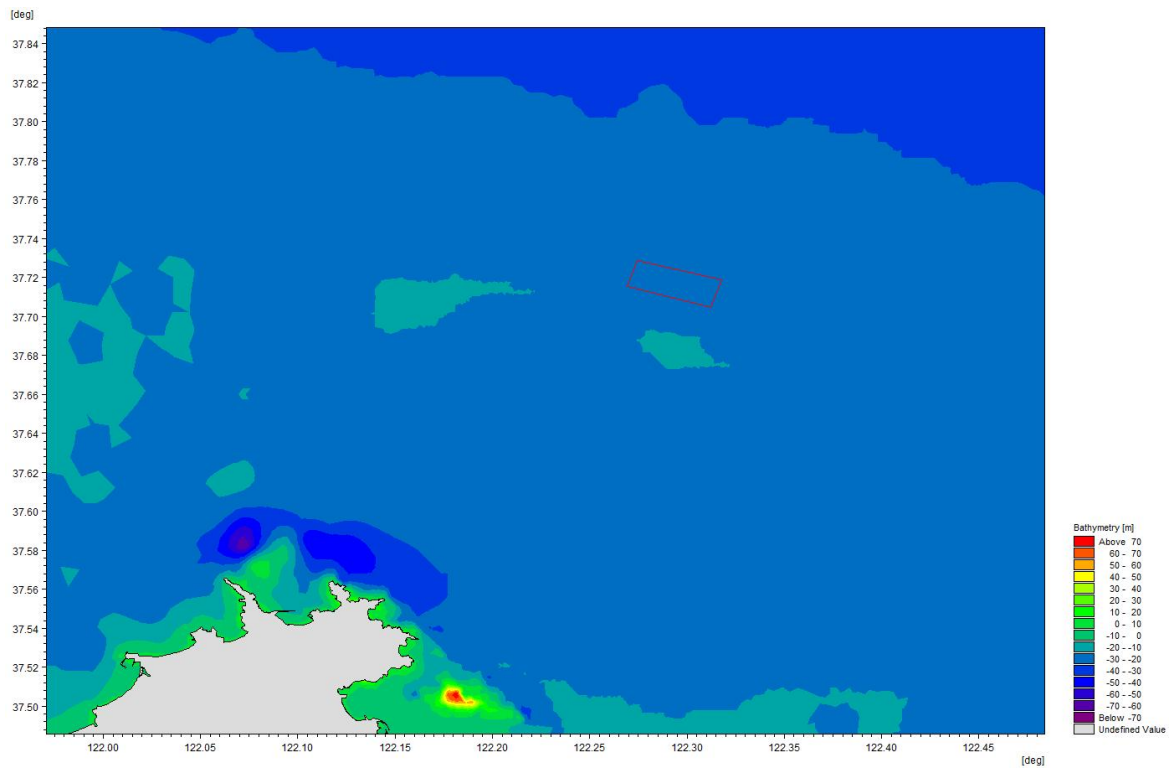 [deg]
37.84
37.82
37.80
37.78
37.76
37.74
37.72
37.70
37.68
37.66
37.64
37.62
37.60
37.58
37.56
37.54
37.52
37.50
122.00 122.05 122.10 122.15 122.20 122.25 122.30 122.35 122.40 122.45
[deg]
Bathymetry [m]
Above 70
60 - 70
50 - 60
40 - 50
30 - 40
20 - 30
10 - 20
0 - 10
-10 - 0
-20 - -10
-30 - -20
-40 - -30
-50 - -40
-60 - -50
-70 - -60
Below -70
Undefined Value